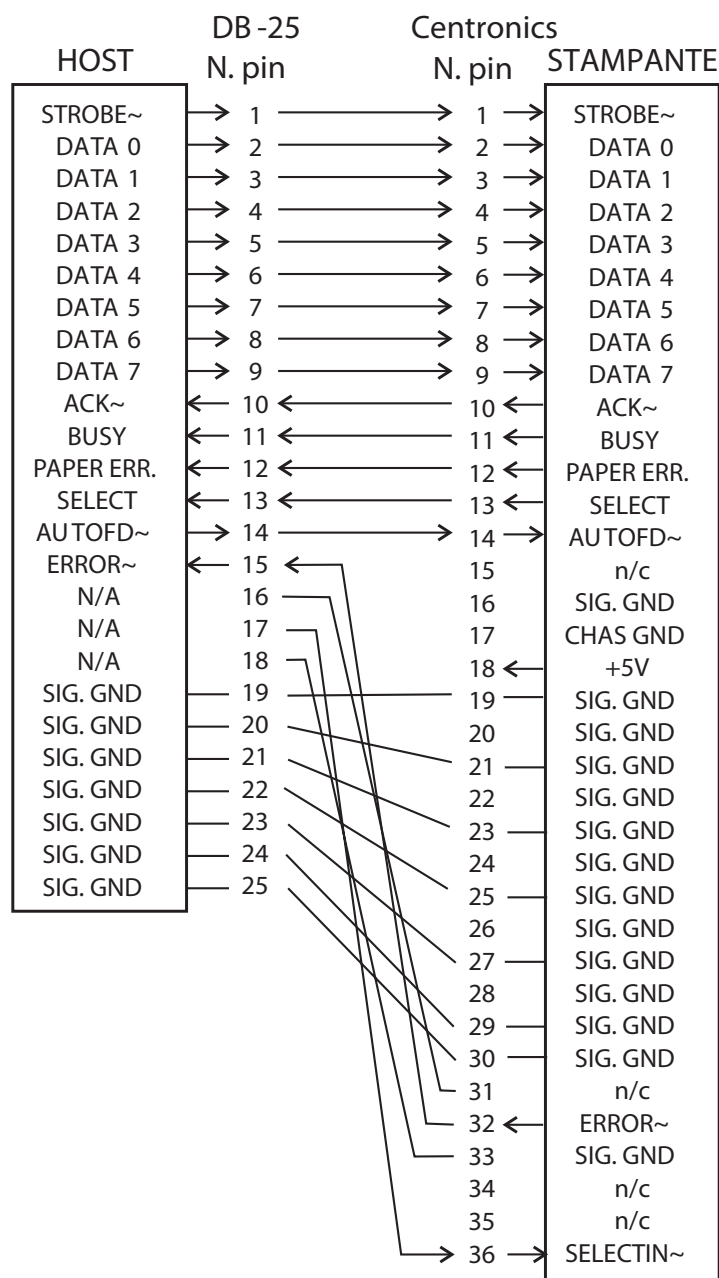 DB-25 Centronics
HOST N. pin N. pin STAMPANTE
STROBE~ 1 1 STROBE~
DATA 0 2 2 DATA 0
DATA 1 3 3 DATA 1
DATA 2 4 4 DATA 2
DATA 3 5 5 DATA 3
DATA 4 6 6 DATA 4
DATA 5 7 7 DATA 5
DATA 6 8 8 DATA 6
DATA 7 9 9 DATA 7
ACK~ 10 10 ACK~
BUSY 11 11 BUSY
PAPER ERR. 12 12 PAPER ERR.
SELECT 13 13 SELECT
AUTOFD~ 14 14 AUTOFD~
ERROR~ 15 15 n/c
N/A 16 16 SIG. GND
N/A 17 17 CHAS GND
N/A 18 18 +5V
SIG. GND 19 19 SIG. GND
SIG. GND 20 20 SIG. GND
SIG. GND 21 21 SIG. GND
SIG. GND 22 22 SIG. GND
SIG. GND 23 23 SIG. GND
SIG. GND 24 24 SIG. GND
SIG. GND 25 25 SIG. GND
26 SIG. GND
27 SIG. GND
28 SIG. GND
29 SIG. GND
30 SIG. GND
31 n/c
32 ERROR~
33 SIG. GND
34 n/c
35 n/c
36 SELECTIN~